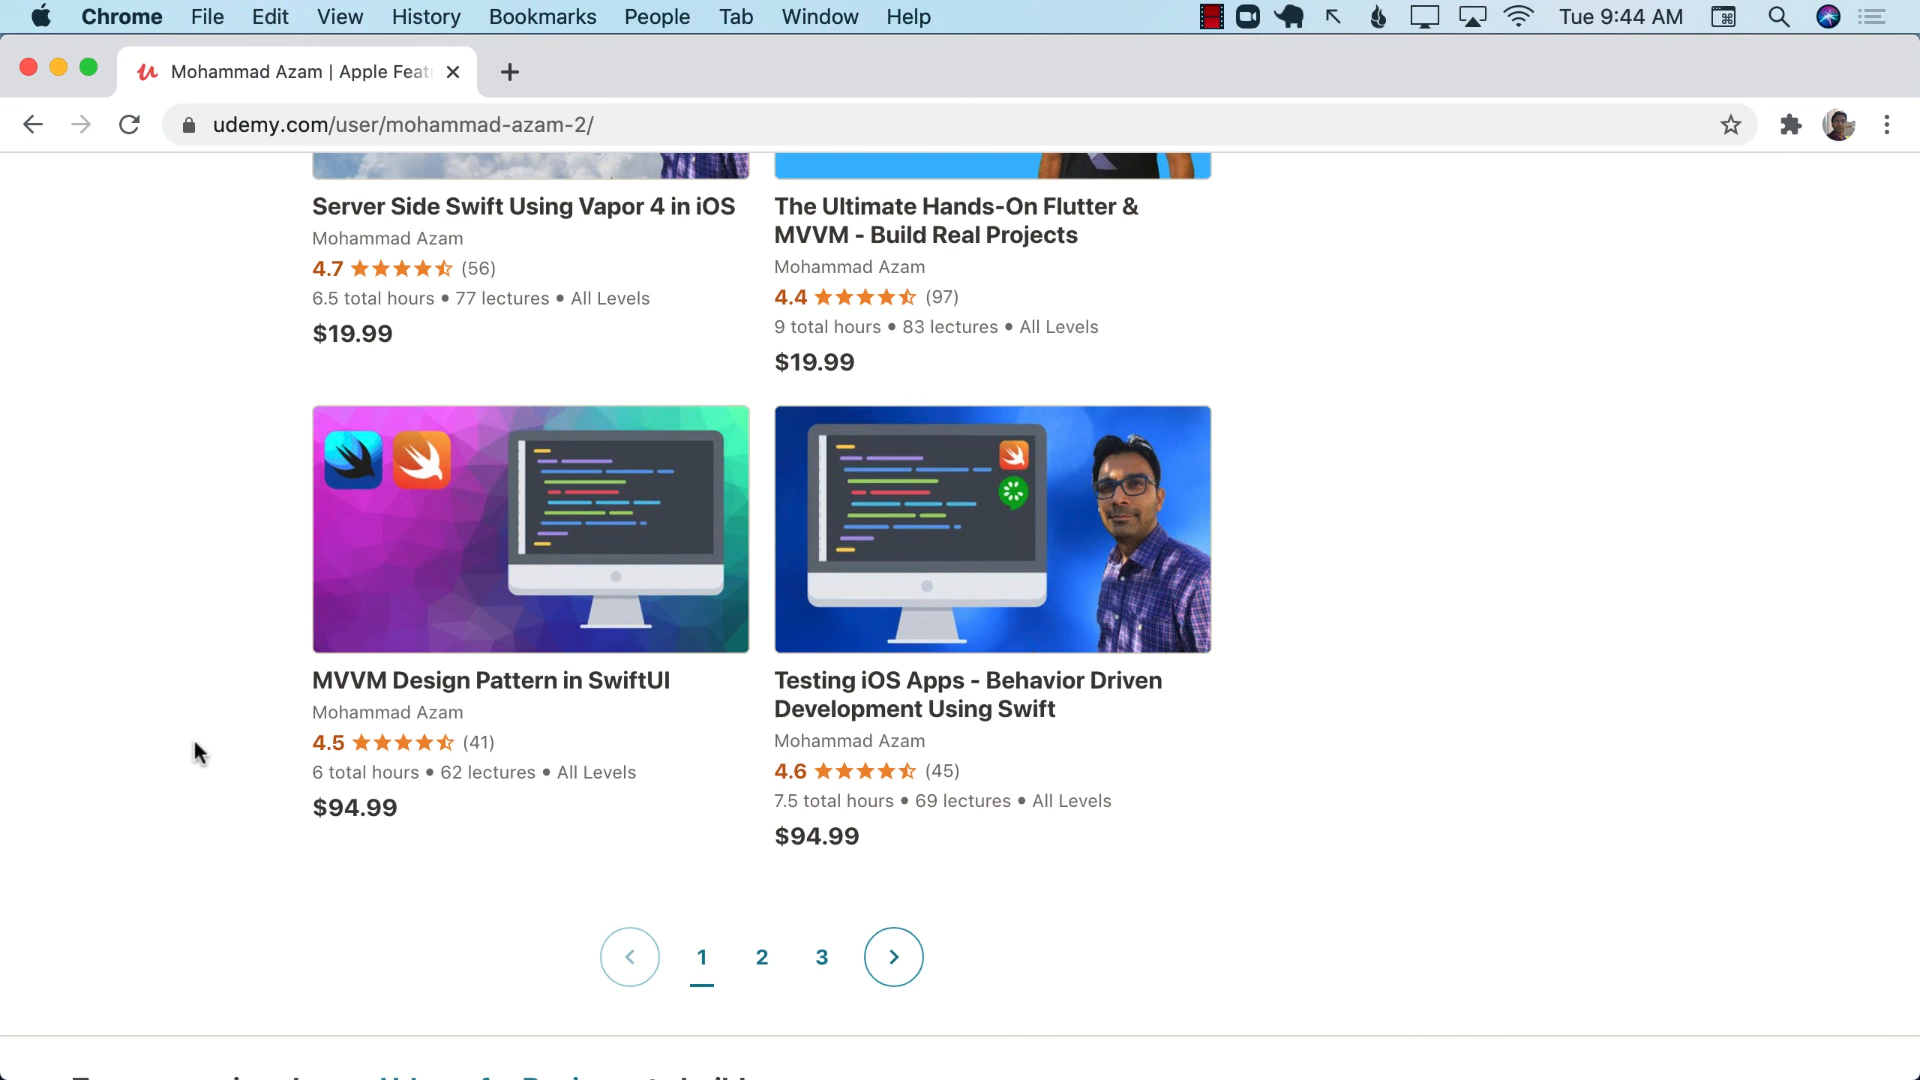 Chrome File Edit View History Bookmarks People Tab Window Help Tue 9:44 AM
Mohammad Azam | Apple Feat
udemy.com/user/mohammad-azam-2/
Server Side Swift Using Vapor 4 in iOS
Mohammad Azam
4.7 (56)
6.5 total hours • 77 lectures • All Levels
$19.99
The Ultimate Hands-On Flutter &
MVVM - Build Real Projects
Mohammad Azam
4.4 (97)
9 total hours • 83 lectures • All Levels
$19.99
MVVM Design Pattern in SwiftUI
Mohammad Azam
4.5 (41)
6 total hours • 62 lectures • All Levels
$94.99
Testing iOS Apps - Behavior Driven
Development Using Swift
Mohammad Azam
4.6 (45)
7.5 total hours • 69 lectures • All Levels
$94.99
1 2 3